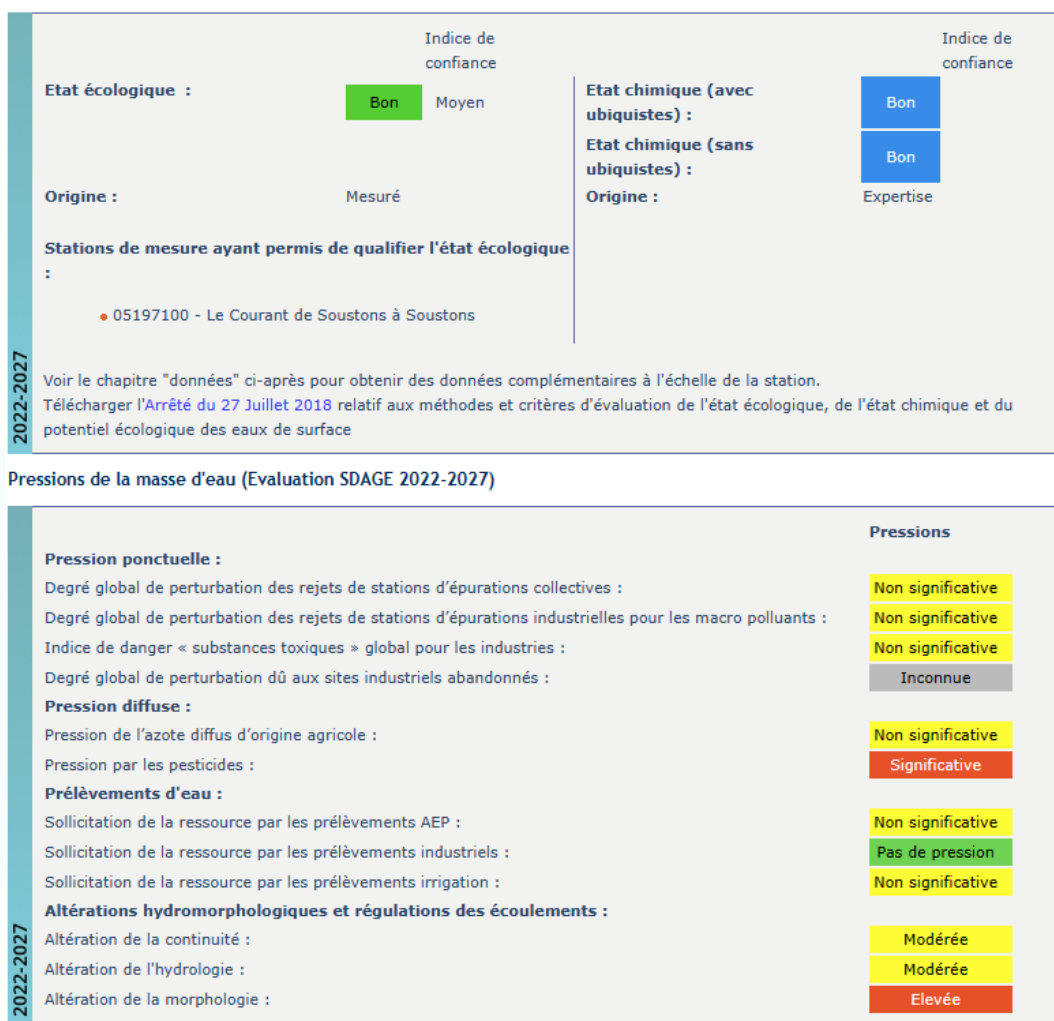 Indice de
confiance
Indice de
confiance
Etat écologique :
Bon
Moyen
Etat chimique (avec
ubiquistes) :
Bon
Etat chimique (sans
ubiquistes) :
Bon
Origine :
Mesuré
Origine :
Expertise
Stations de mesure ayant permis de qualifier l'état écologique
:
05197100 - Le Courant de Soustons à Soustons
Voir le chapitre "données" ci-après pour obtenir des données complémentaires à l'échelle de la station.
Télécharger l'Arrêté du 27 Juillet 2018 relatif aux méthodes et critères d'évaluation de l'état écologique, de l'état chimique et du
potentiel écologique des eaux de surface
2022-2027
Pressions de la masse d'eau (Evaluation SDAGE 2022-2027)
Pressions
Pression ponctuelle :
Degré global de perturbation des rejets de stations d’épurations collectives :
Non significative
Degré global de perturbation des rejets de stations d’épurations industrielles pour les macro polluants :
Non significative
Indice de danger « substances toxiques » global pour les industries :
Non significative
Degré global de perturbation dû aux sites industriels abandonnés :
Inconnue
Pression diffuse :
Pression de l’azote diffus d’origine agricole :
Non significative
Pression par les pesticides :
Significative
Prélèvements d'eau :
Sollicitation de la ressource par les prélèvements AEP :
Non significative
Sollicitation de la ressource par les prélèvements industriels :
Pas de pression
Sollicitation de la ressource par les prélèvements irrigation :
Non significative
Altérations hydromorphologiques et régulations des écoulements :
Altération de la continuité :
Modérée
Altération de l'hydrologie :
Modérée
Altération de la morphologie :
Elevée
2022-2027